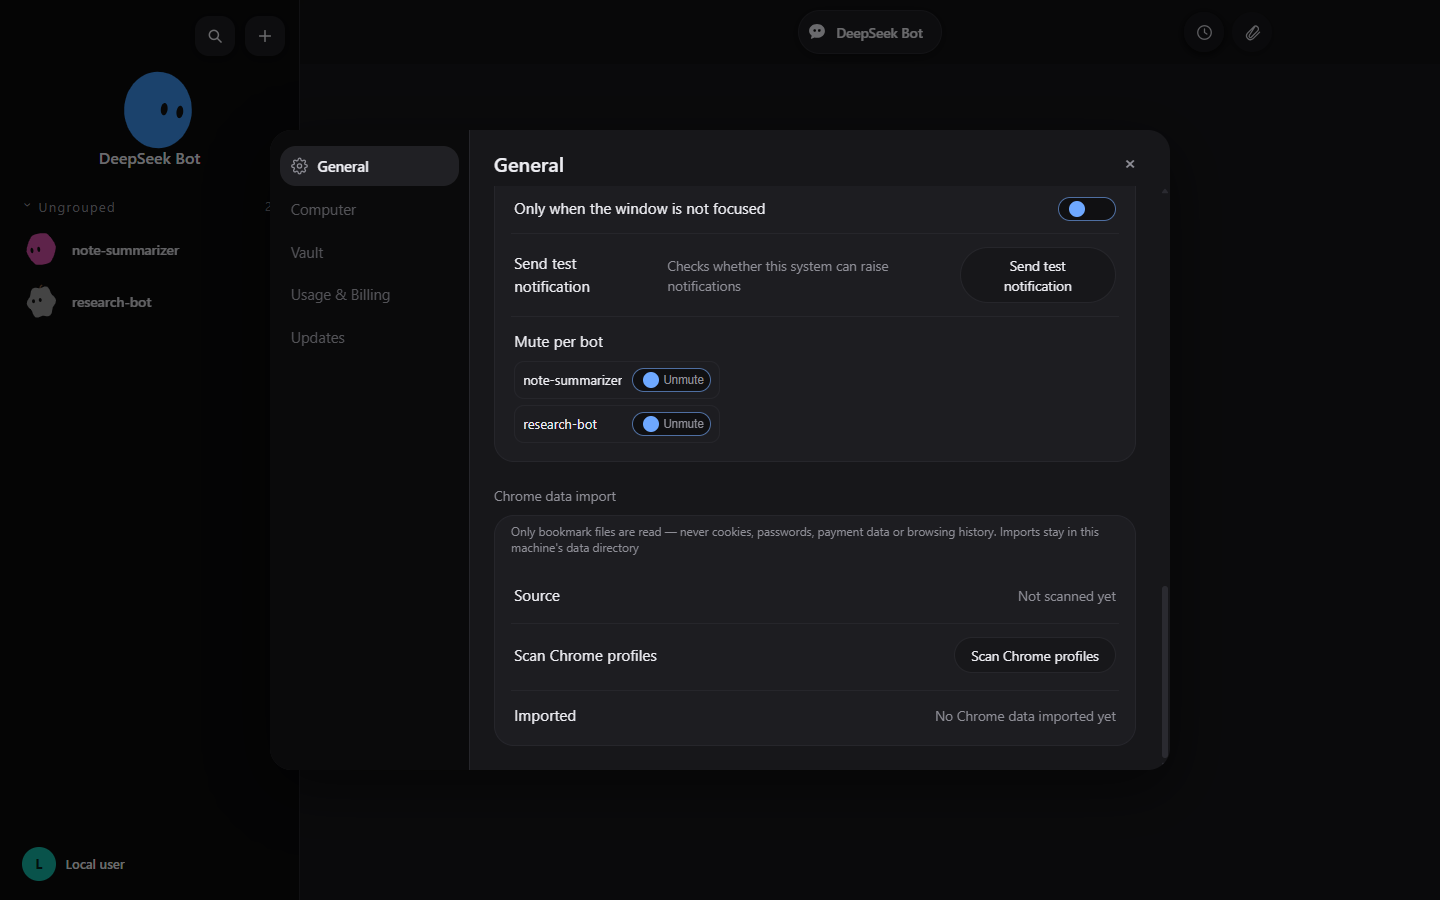 DeepSeek Bot
DeepSeek Bot
Ungrouped 2
note-summarizer
research-bot
L Local user
General
Computer
Vault
Usage & Billing
Updates
General
Only when the window is not focused
Send test
notification
Checks whether this system can raise
notifications
Send test
notification
Mute per bot
note-summarizer Unmute
research-bot Unmute
Chrome data import
Only bookmark files are read — never cookies, passwords, payment data or browsing history. Imports stay in this
machine's data directory
Source Not scanned yet
Scan Chrome profiles Scan Chrome profiles
Imported No Chrome data imported yet